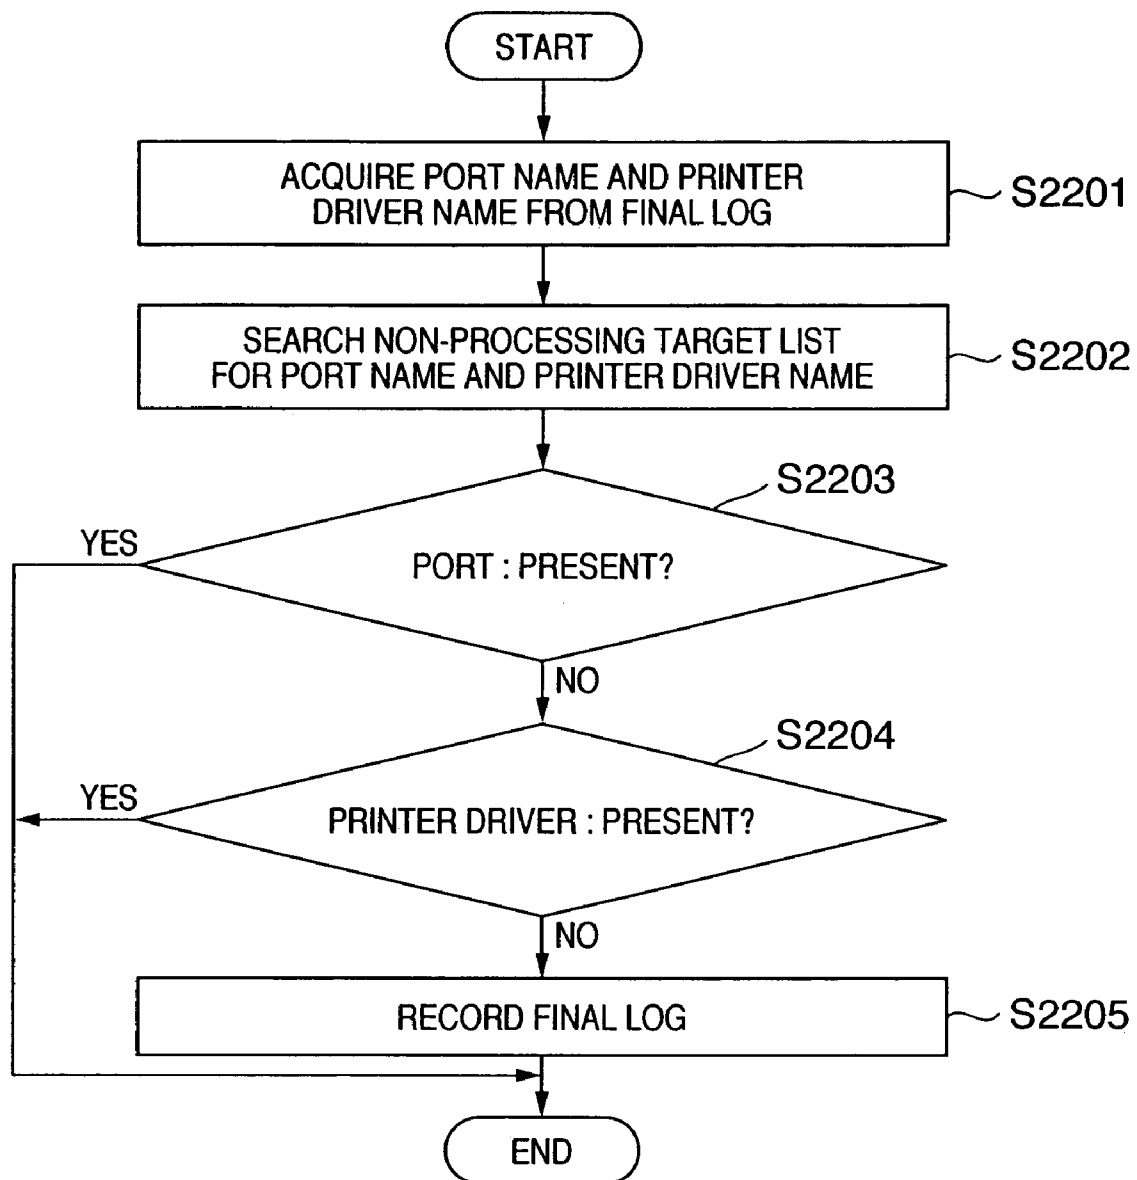 START
ACQUIRE PORT NAME AND PRINTER
DRIVER NAME FROM FINAL LOG
S2201
SEARCH NON-PROCESSING TARGET LIST
FOR PORT NAME AND PRINTER DRIVER NAME
S2202
S2203
YES
PORT : PRESENT?
NO
S2204
YES
PRINTER DRIVER : PRESENT?
NO
RECORD FINAL LOG
S2205
END